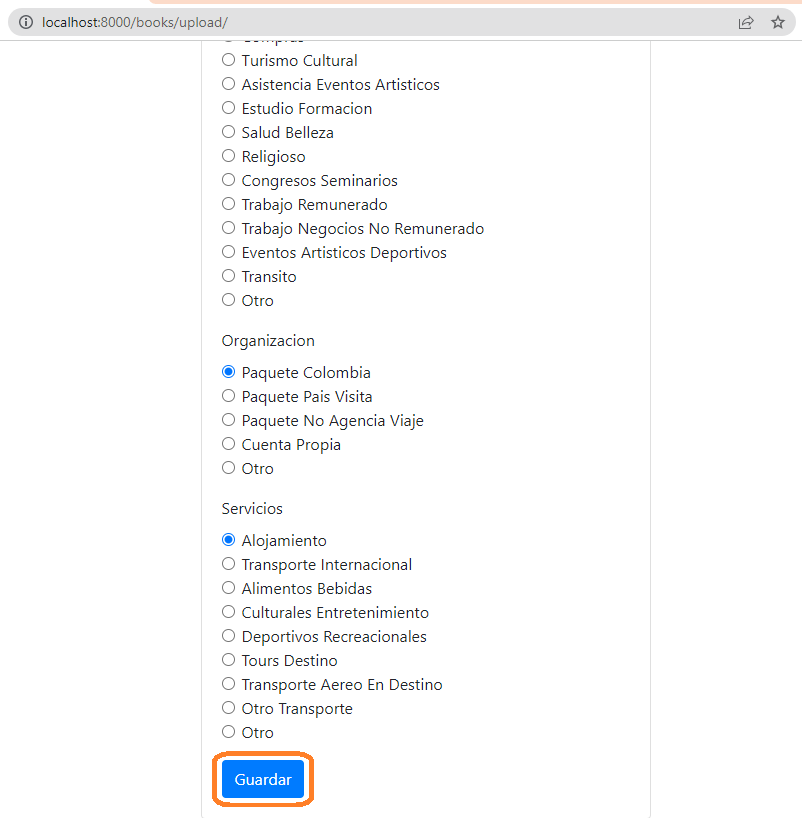 localhost:8000/books/upload/
Turismo Cultural
Asistencia Eventos Artisticos
Estudio Formacion
Salud Belleza
Religioso
Congresos Seminarios
Trabajo Remunerado
Trabajo Negocios No Remunerado
Eventos Artisticos Deportivos
Transito
Otro
Organizacion
Paquete Colombia
Paquete Pais Visita
Paquete No Agencia Viaje
Cuenta Propia
Otro
Servicios
Alojamiento
Transporte Internacional
Alimentos Bebidas
Culturales Entretenimiento
Deportivos Recreacionales
Tours Destino
Transporte Aereo En Destino
Otro Transporte
Otro
Guardar